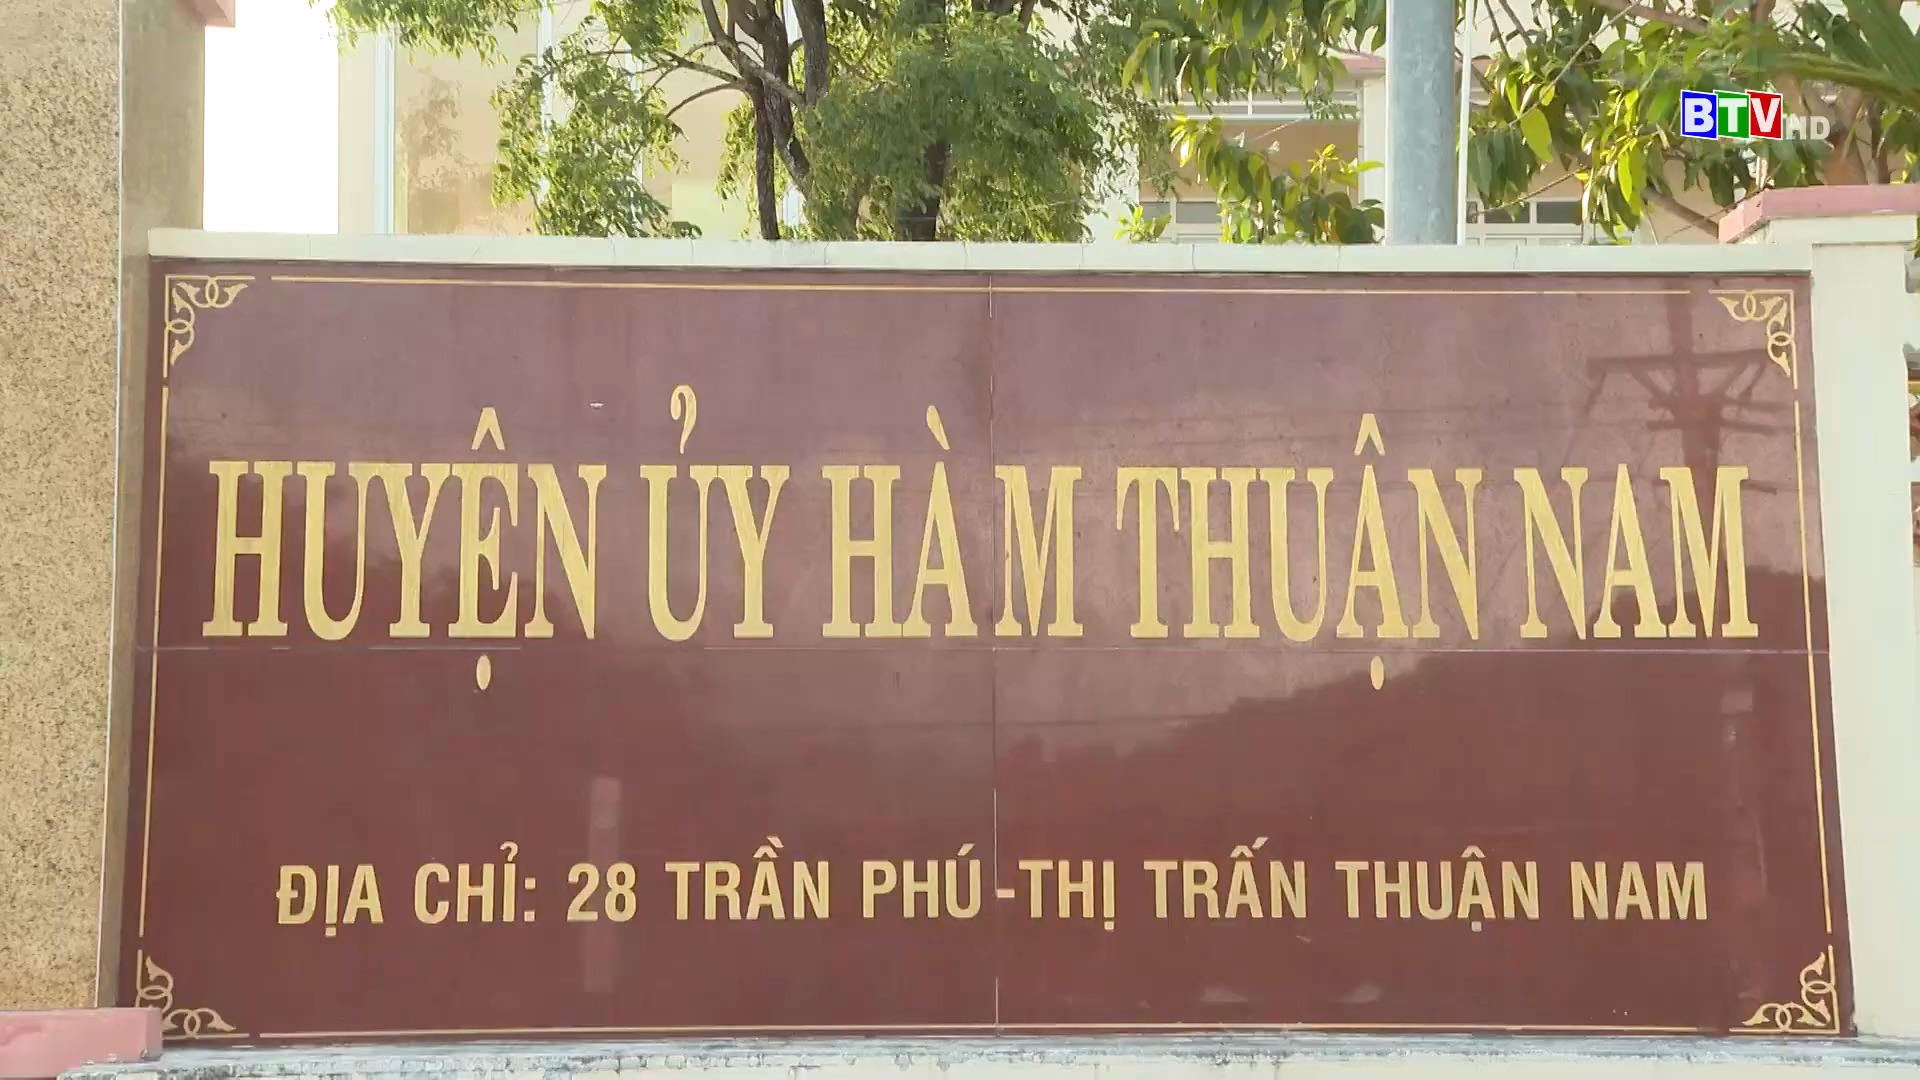 BTV HD
HUYỆN ỦY HÀM THUẬN NAM
ĐỊA CHỈ: 28 TRẦN PHÚ - THỊ TRẤN THUẬN NAM